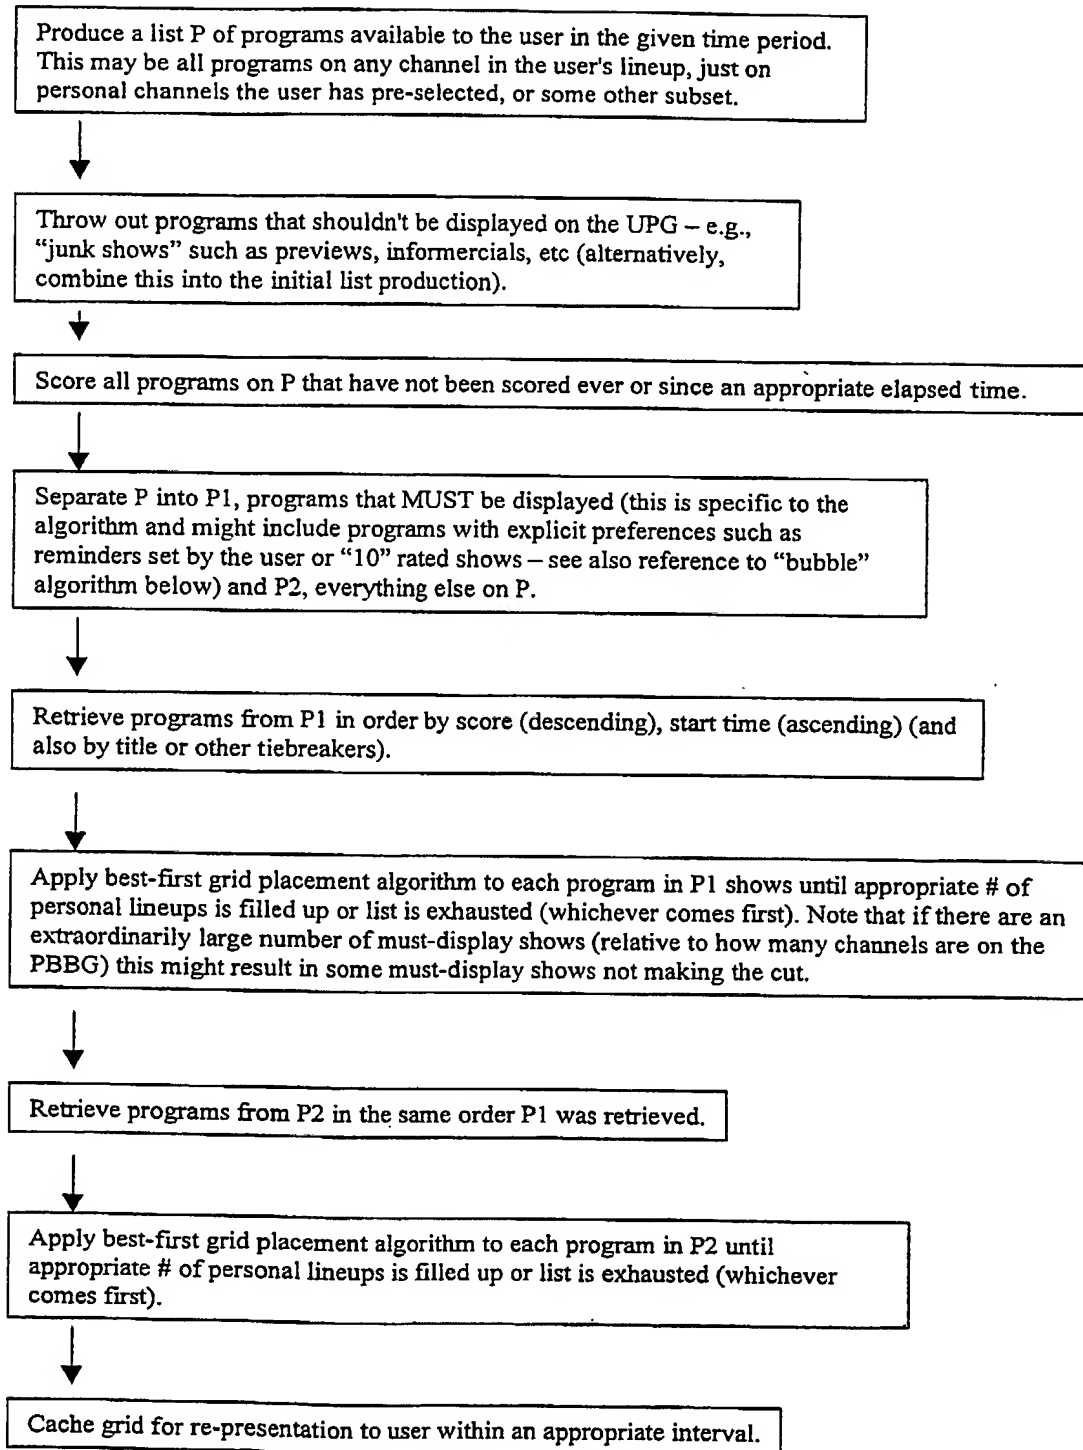 Produce a list P of programs available to the user in the given time period.
This may be all programs on any channel in the user's lineup, just on
personal channels the user has pre-selected, or some other subset.
Throw out programs that shouldn't be displayed on the UPG – e.g.,
“junk shows” such as previews, informercials, etc (alternatively,
combine this into the initial list production).
Score all programs on P that have not been scored ever or since an appropriate elapsed time.
Separate P into P1, programs that MUST be displayed (this is specific to the
algorithm and might include programs with explicit preferences such as
reminders set by the user or “10” rated shows – see also reference to “bubble”
algorithm below) and P2, everything else on P.
Retrieve programs from P1 in order by score (descending), start time (ascending) (and
also by title or other tiebreakers).
Apply best-first grid placement algorithm to each program in P1 shows until appropriate # of
personal lineups is filled up or list is exhausted (whichever comes first). Note that if there are an
extraordinarily large number of must-display shows (relative to how many channels are on the
PBBG) this might result in some must-display shows not making the cut.
Retrieve programs from P2 in the same order P1 was retrieved.
Apply best-first grid placement algorithm to each program in P2 until
appropriate # of personal lineups is filled up or list is exhausted (whichever
comes first).
Cache grid for re-presentation to user within an appropriate interval.